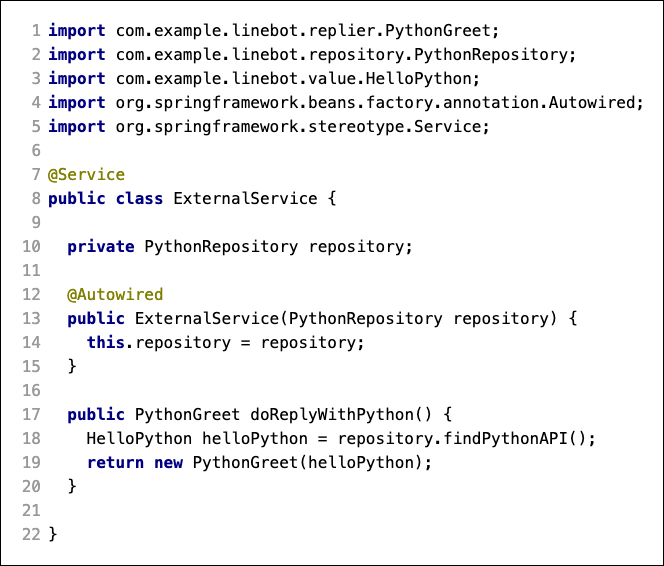 1 import com.example.linebot.replier.PythonGreet;
2 import com.example.linebot.repository.PythonRepository;
3 import com.example.linebot.value.HelloPython;
4 import org.springframework.beans.factory.annotation.Autowired;
5 import org.springframework.stereotype.Service;
6
7 @Service
8 public class ExternalService {
9
10   private PythonRepository repository;
11
12   @Autowired
13   public ExternalService(PythonRepository repository) {
14     this.repository = repository;
15   }
16
17   public PythonGreet doReplyWithPython() {
18     HelloPython helloPython = repository.findPythonAPI();
19     return new PythonGreet(helloPython);
20   }
21
22 }